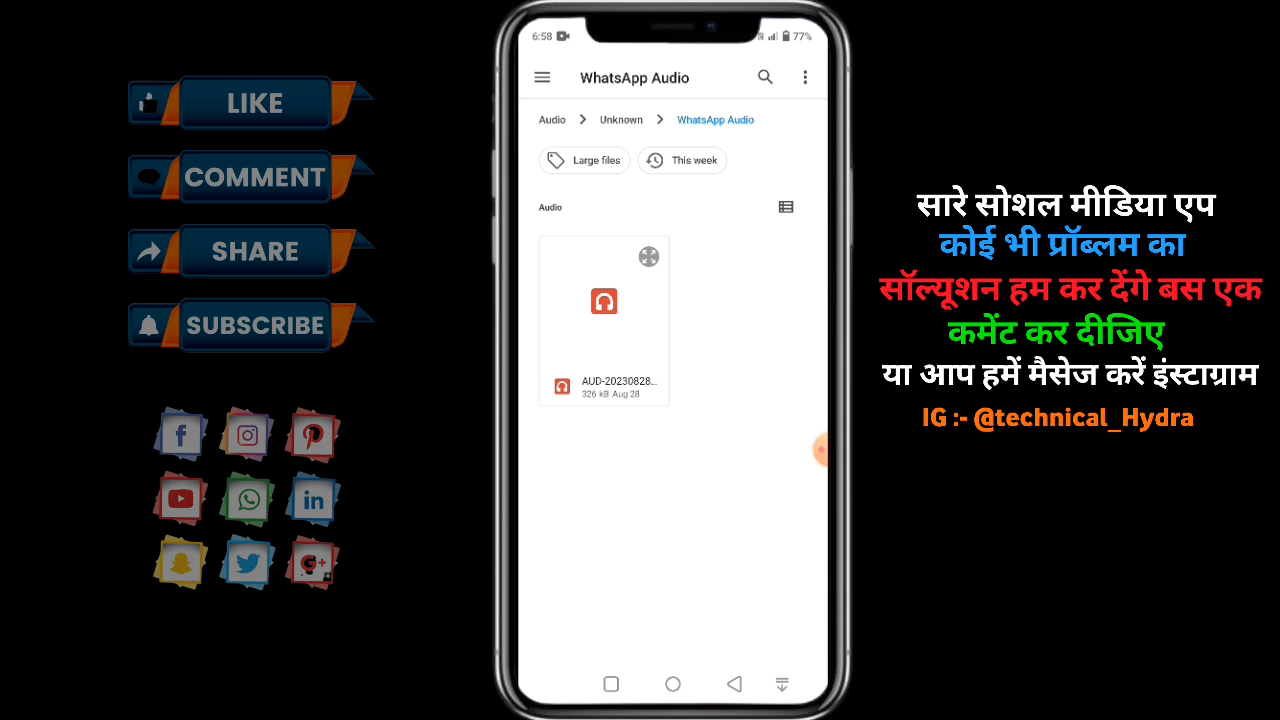 LIKE
COMMENT
SHARE
SUBSCRIBE
6:58
77%
WhatsApp Audio
Audio
Unknown
WhatsApp Audio
Large files
This week
Audio
AUD-20230828...
326 kB Aug 28
सारे सोशल मीडिया एप
कोई भी प्रॉब्लम का
सॉल्यूशन हम कर देंगे बस एक
कमेंट कर दीजिए
या आप हमें मैसेज करें इंस्टाग्राम
IG :- @technical_Hydra